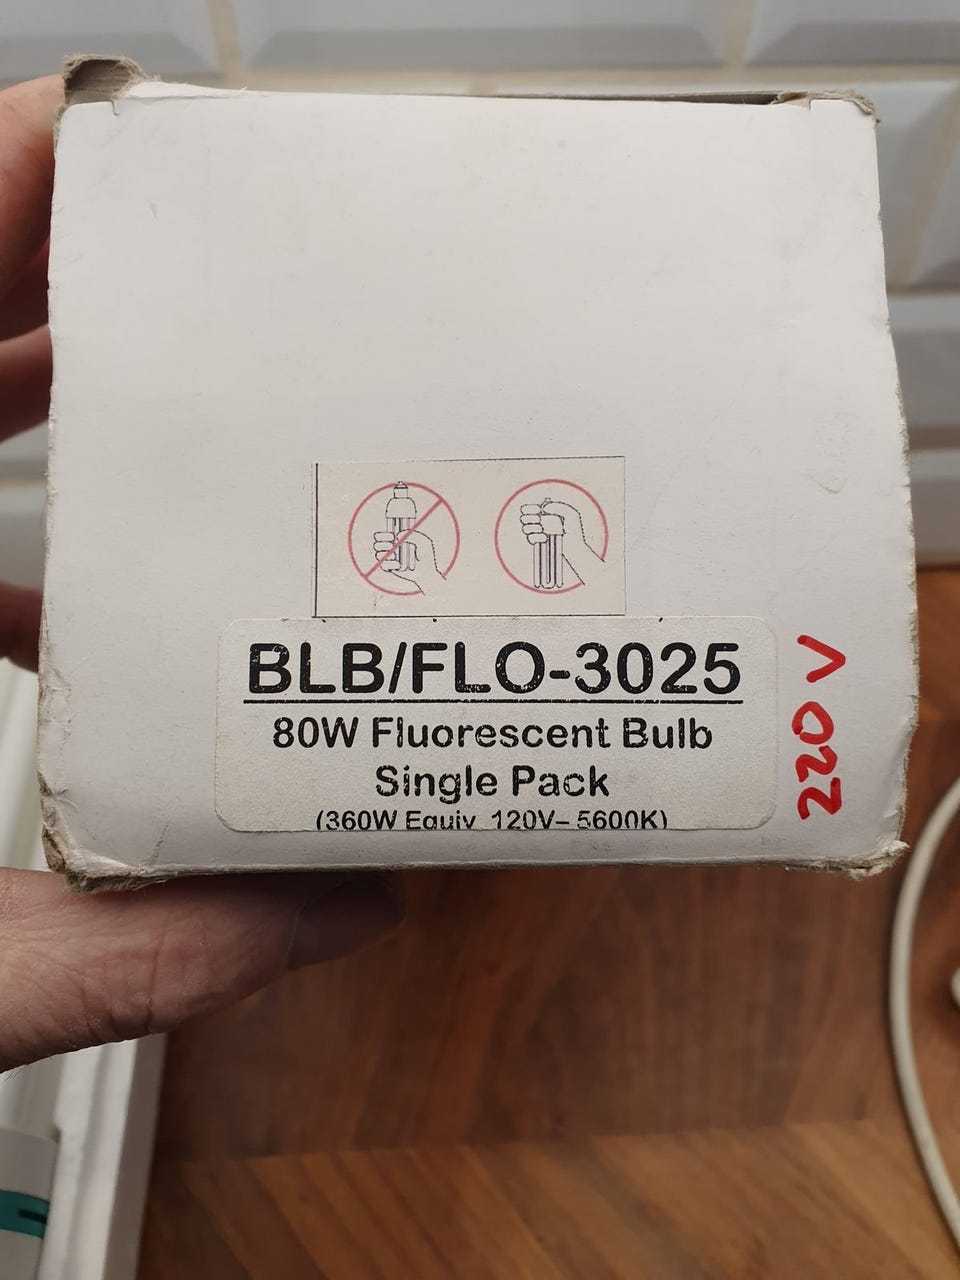 BLB/FLO-3025
80W Fluorescent Bulb
Single Pack
(360W Equiv 120V– 5600K)
220 V